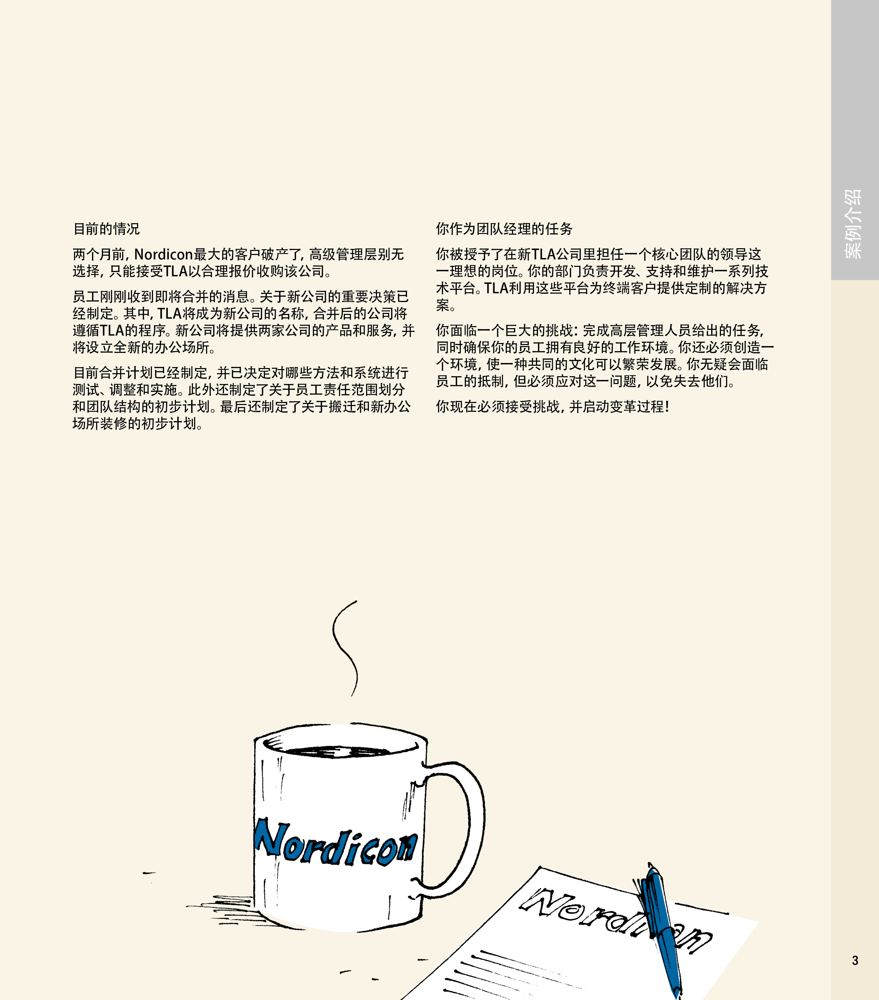 目前的情况
两个月前, Nordicon最大的客户破产了, 高级管理层别无
选择, 只能接受TLA以合理报价收购该公司。
员工刚刚收到即将合并的消息。关于新公司的重要决策已
经制定。其中, TLA将成为新公司的名称, 合并后的公司将
遵循TLA的程序。新公司将提供两家公司的产品和服务, 并
将设立全新的办公场所。
目前合并计划已经制定, 并已决定对哪些方法和系统进行
测试、调整和实施。此外还制定了关于员工责任范围划分
和团队结构的初步计划。最后还制定了关于搬迁和新办公
场所装修的初步计划。
你作为团队经理的任务
你被授予了在新TLA公司里担任一个核心团队的领导这
一理想的岗位。你的部门负责开发、支持和维护一系列技
术平台。TLA利用这些平台为终端客户提供定制的解决方
案。
你面临一个巨大的挑战: 完成高层管理人员给出的任务,
同时确保你的员工拥有良好的工作环境。你还必须创造一
个环境, 使一种共同的文化可以繁荣发展。你无疑会面临
员工的抵制, 但必须应对这一问题, 以免失去他们。
你现在必须接受挑战, 并启动变革过程!
案例介绍
Nordicon
Nordicon
3